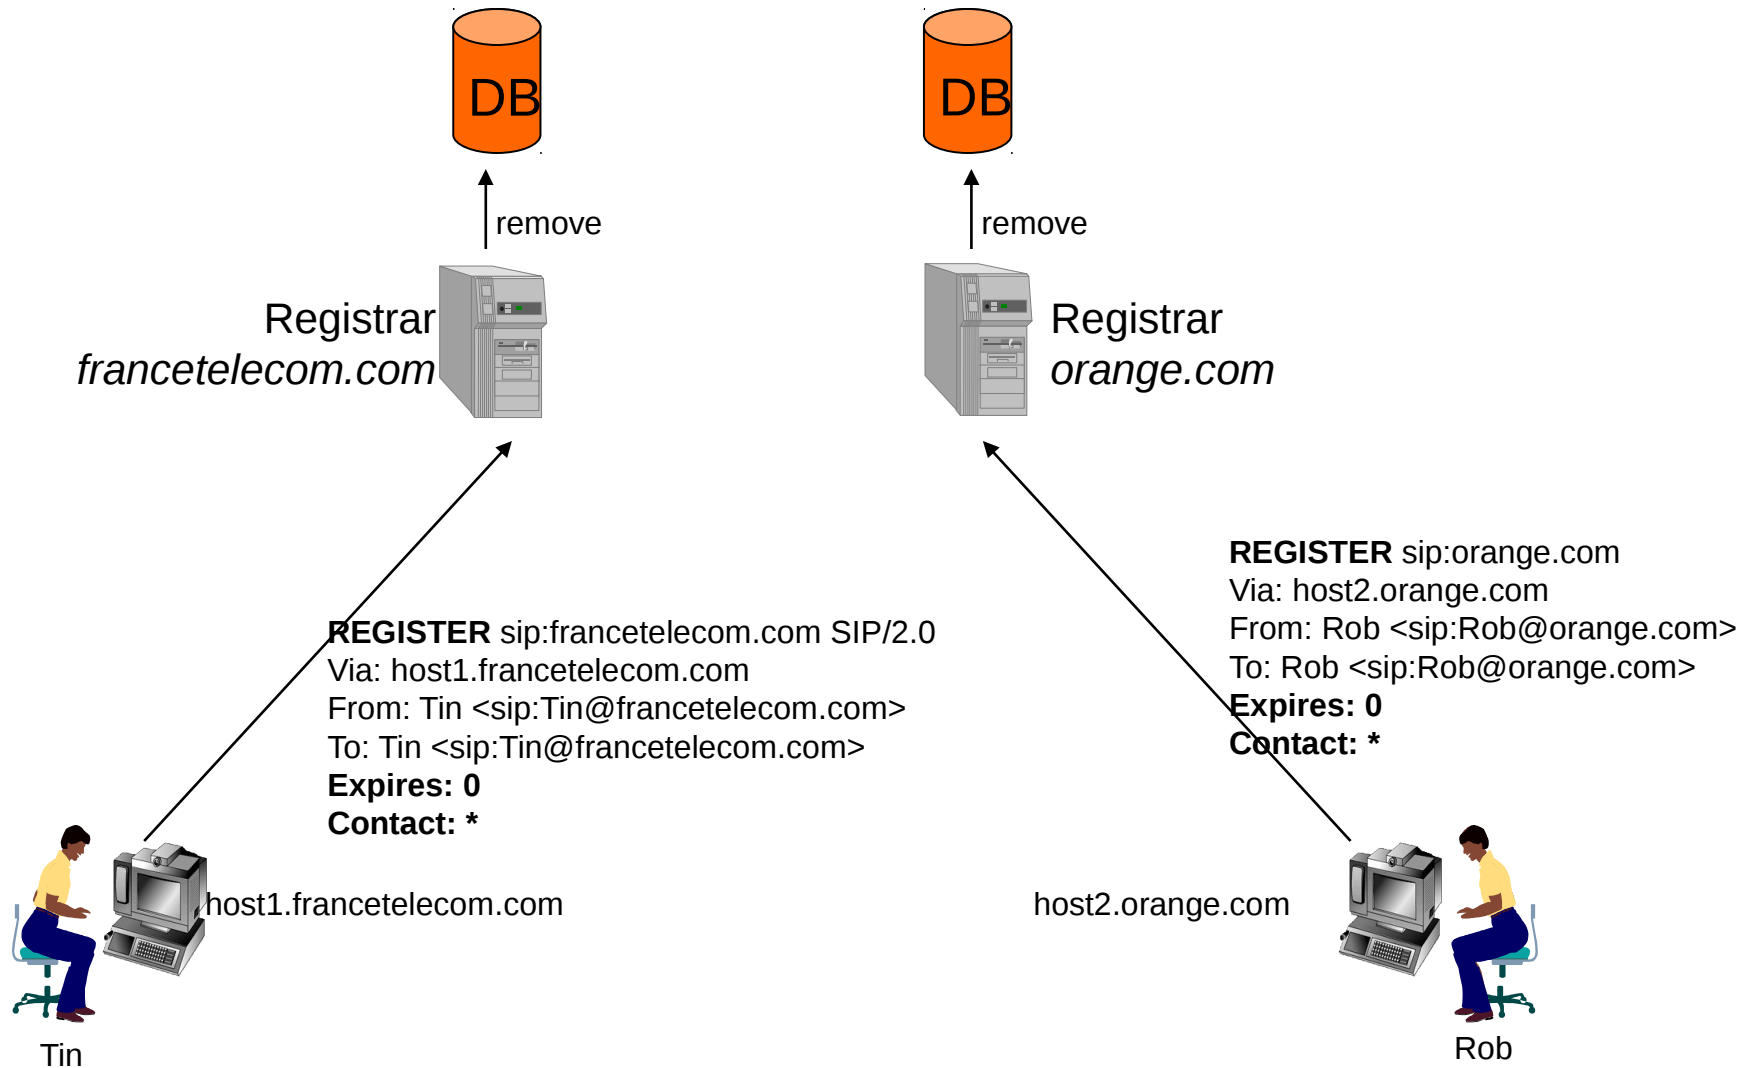 DB
DB
remove
remove
Registrar
francetelecom.com
Registrar
orange.com
REGISTER sip:orange.com
Via: host2.orange.com
From: Rob <sip:Rob@orange.com>
To: Rob <sip:Rob@orange.com>
Expires: 0
Contact: *
REGISTER sip:francetelecom.com SIP/2.0
Via: host1.francetelecom.com
From: Tin <sip:Tin@francetelecom.com>
To: Tin <sip:Tin@francetelecom.com>
Expires: 0
Contact: *
host1.francetelecom.com
host2.orange.com
Tin
Rob